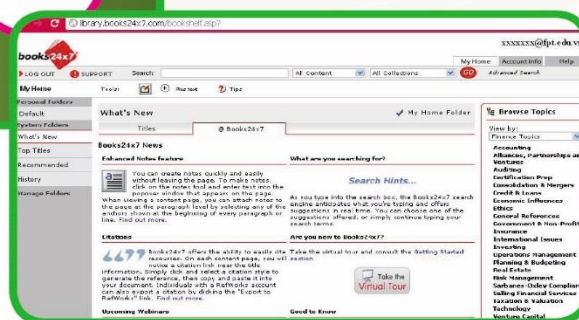 library.books24x7.com/bookshelf.asp?
xxxxxxx@fpt.edu.v
books24x7
My Home Account Info Help
LOG OUT SUPPORT Search All Content All Collections GO Advanced Search
My Home Tools: Plus text Tips
Personal Folders
Default
System Folders
What's New
Top Titles
Recommended
History
Manage Folders
What's New My Home Folder
Titles @ Books24x7
Books24x7 News
Enhanced Notes feature
You can create notes quickly and easily
without leaving the page. To make notes,
click on the notes tool and enter text into the
popover window that appears on the page.
When viewing a content page, you can attach notes to
the page at the paragraph level by selecting any of the
anchors shown at the beginning of every paragraph or
line. Find out more.
What are you searching for?
Search Hints...
As you type into the search box, the Books24x7 search
engine anticipates what you're typing and offers
suggestions in real time. You can choose one of the
suggestions offered, or simply continue typing your
search terms.
Citations
Books24x7 offers the ability to easily cite
resources. On each content page, you will
notice a citation link near the title
information. Simply click and select a citation style to
generate the reference, then copy and paste it into
your document. Individuals with a RefWorks account
can also export a citation by clicking the "Export to
RefWorks" link. Find out more.
Are you new to Books24x7?
Take the virtual tour and consult the Getting Started
section
Take the
Virtual Tour
Upcoming Webinars
Good to Know
Browse Topics
View by:
Finance Topics
Accounting
Alliances, Partnerships a
Ventures
Auditing
Certification Prep
Consolidation & Mergers
Credit & Loans
Economic Influences
Ethics
General References
Government & Non-Profit
Insurance
International Issues
Investing
Operations Management
Planning & Budgeting
Real Estate
Risk Management
Sarbanes-Oxley Complian
Selling Financial Services
Taxation & Valuation
Technology
Venture Capital